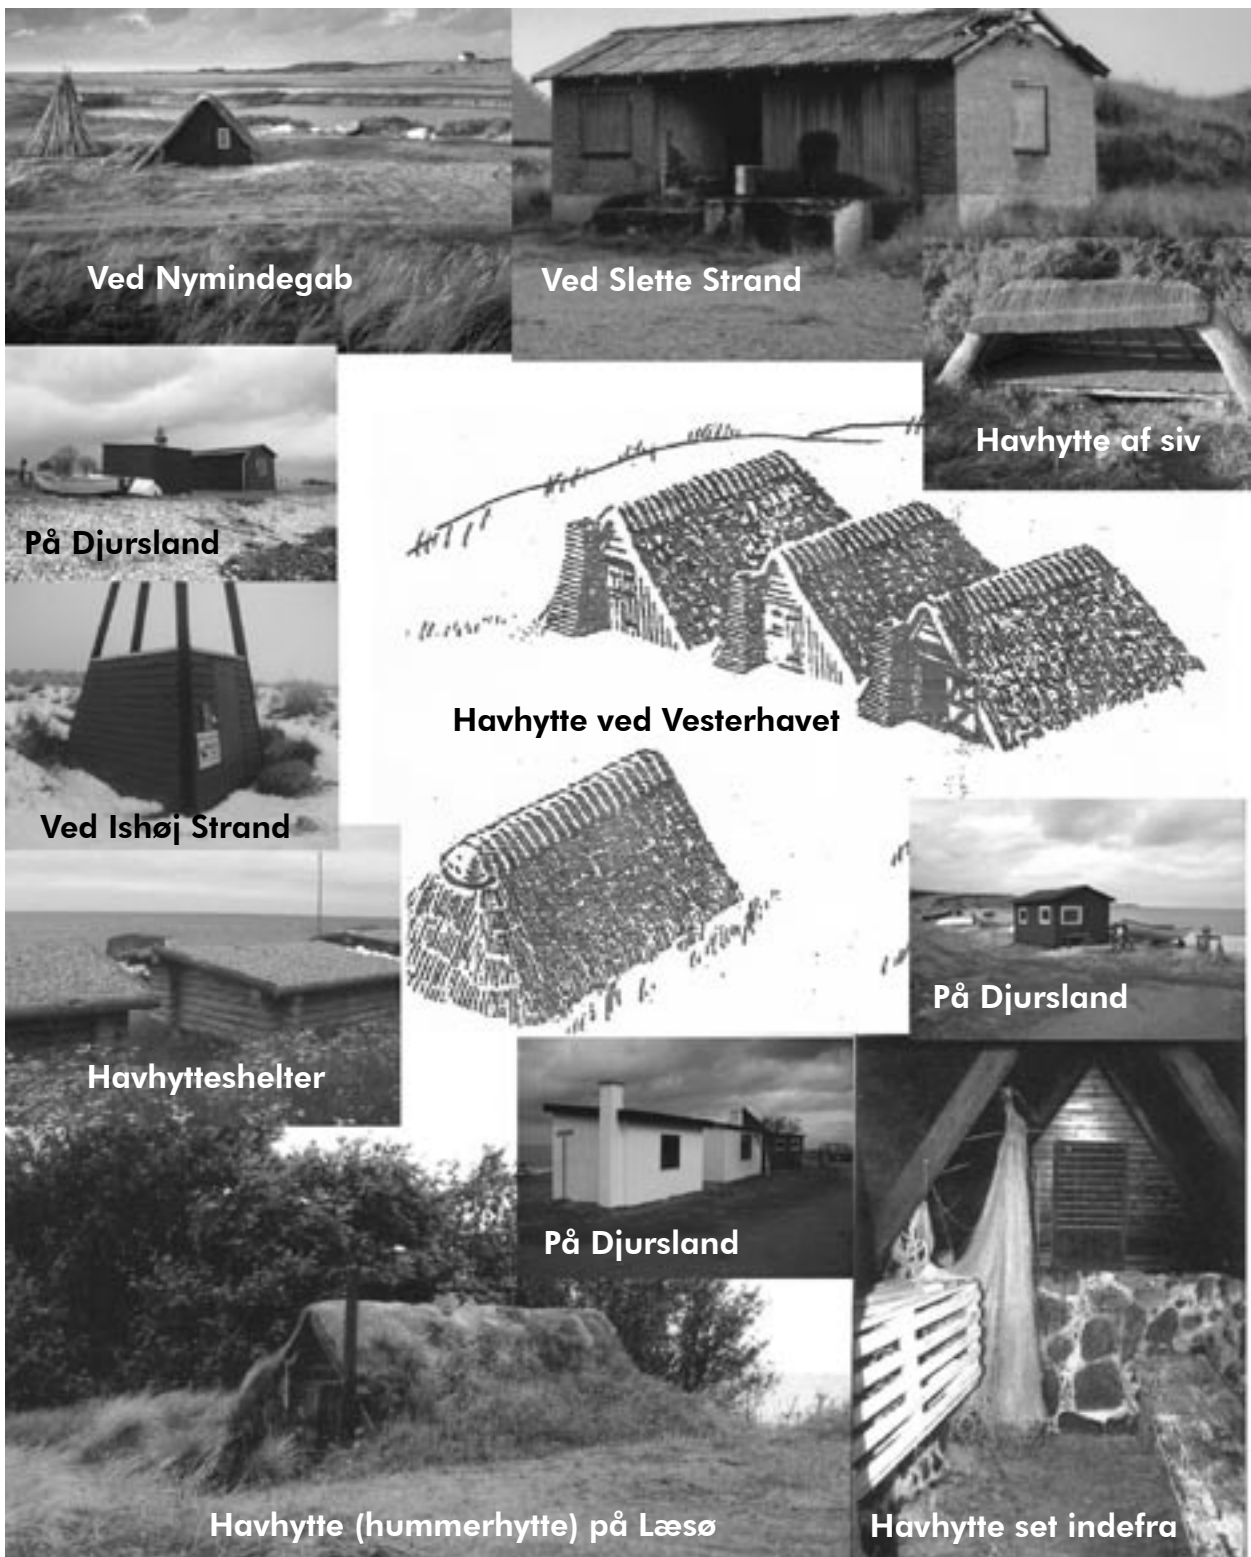 Ved Nymindegab
Ved Slette Strand
Havhytte af siv
På Djursland
Havhytte ved Vesterhavet
Ved Ishøj Strand
På Djursland
Havhytteshelter
På Djursland
Havhytte (hummerhytte) på Læsø
Havhytte set indefra